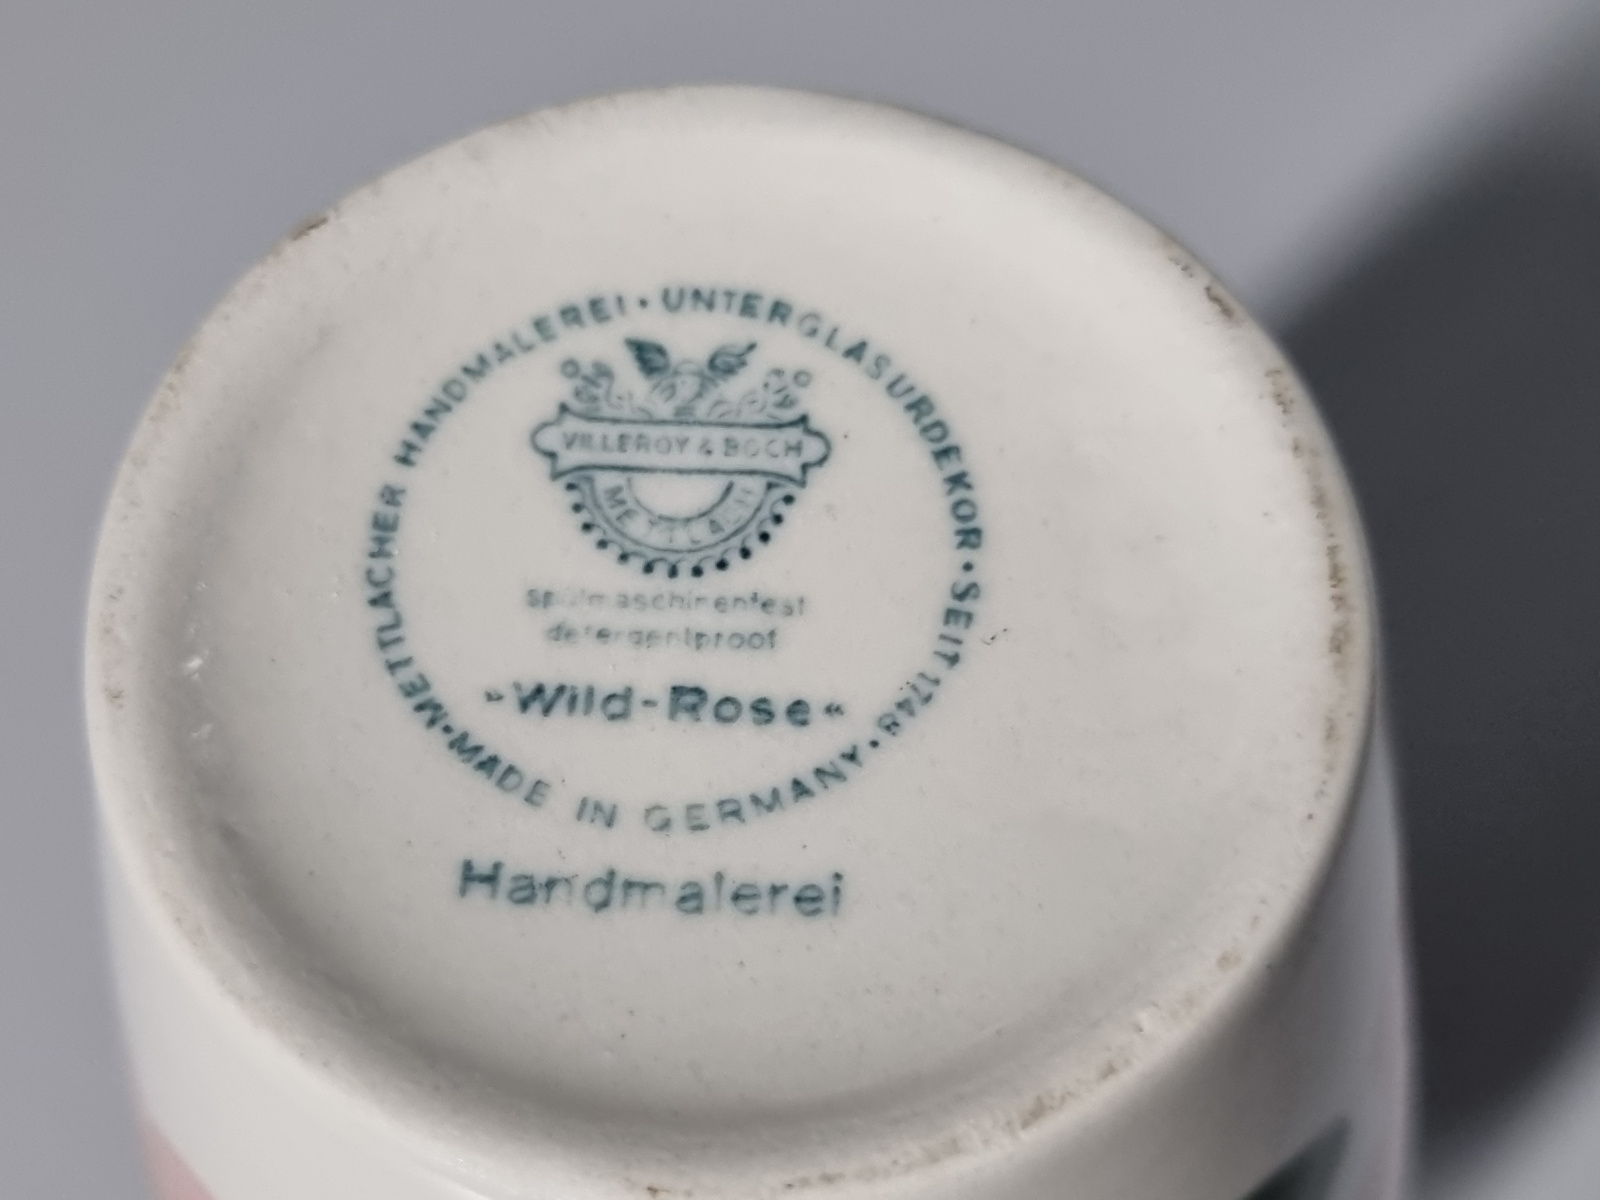 METTLACHER HANDMALEREI · UNTERGLASURDEKOR · SEIT 1748 · MADE IN GERMANY ·
VILLEROY & BOCH
METTLACH
spülmaschinenfest
detergentproof
„Wild-Rose“
Handmalerei